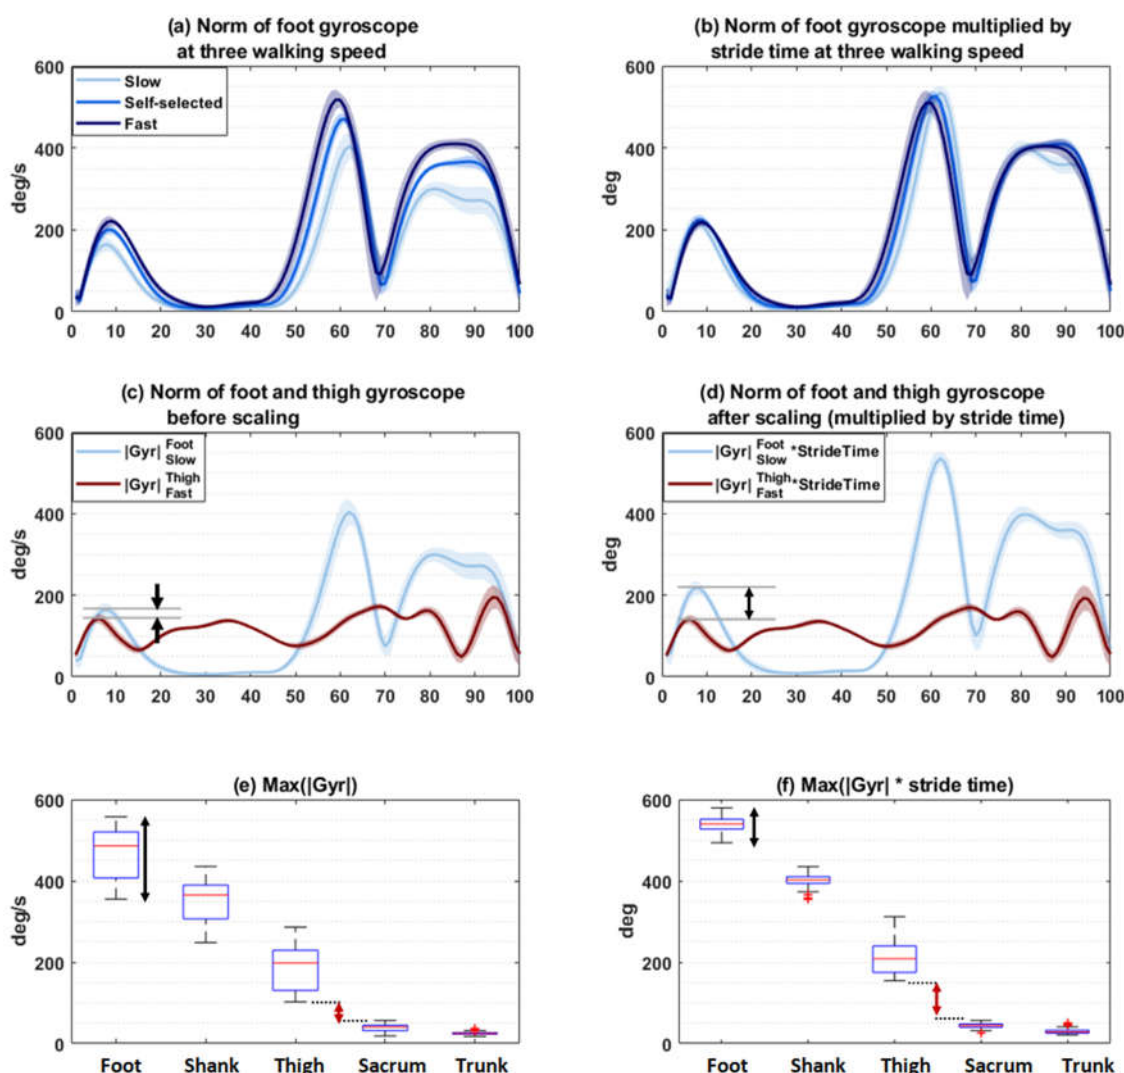 (a) Norm of foot gyroscope
at three walking speed
600
400
200
0
deg/s
Slow
Self-selected
Fast
0 10 20 30 40 50 60 70 80 90 100
(b) Norm of foot gyroscope multiplied by
stride time at three walking speed
600
400
200
0
deg
0 10 20 30 40 50 60 70 80 90 100
(c) Norm of foot and thigh gyroscope
before scaling
600
400
200
0
deg/s
|Gyr| Foot Slow
|Gyr| Thigh Fast
0 10 20 30 40 50 60 70 80 90 100
(d) Norm of foot and thigh gyroscope
after scaling (multiplied by stride time)
600
400
200
0
deg
|Gyr| Foot Slow *StrideTime
|Gyr| Thigh Fast *StrideTime
0 10 20 30 40 50 60 70 80 90 100
(e) Max(|Gyr|)
600
400
200
0
deg/s
Foot Shank Thigh Sacrum Trunk
(f) Max(|Gyr| * stride time)
600
400
200
0
deg
Foot Shank Thigh Sacrum Trunk